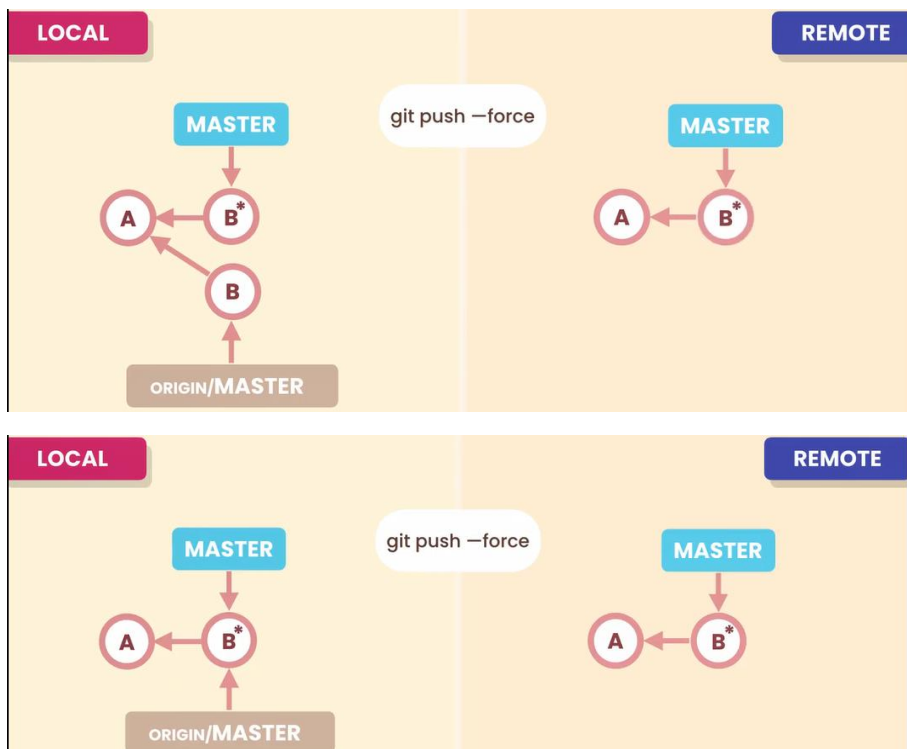 LOCAL
REMOTE
git push —force
MASTER
MASTER
A
B*
A
B*
B
ORIGIN/MASTER
LOCAL
REMOTE
git push —force
MASTER
MASTER
A
B*
A
B*
ORIGIN/MASTER